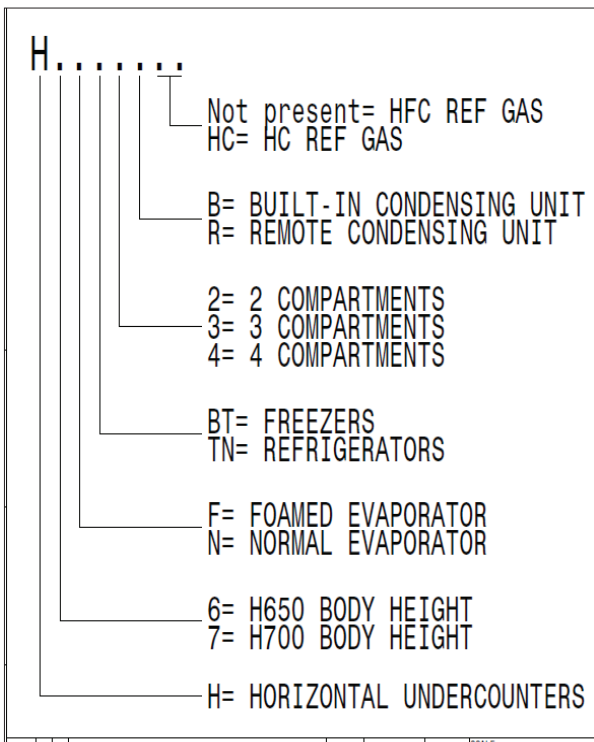 H.......
Not present= HFC REF GAS
HC= HC REF GAS
B= BUILT-IN CONDENSING UNIT
R= REMOTE CONDENSING UNIT
2= 2 COMPARTMENTS
3= 3 COMPARTMENTS
4= 4 COMPARTMENTS
BT= FREEZERS
TN= REFRIGERATORS
F= FOAMED EVAPORATOR
N= NORMAL EVAPORATOR
6= H650 BODY HEIGHT
7= H700 BODY HEIGHT
H= HORIZONTAL UNDERCOUNTERS